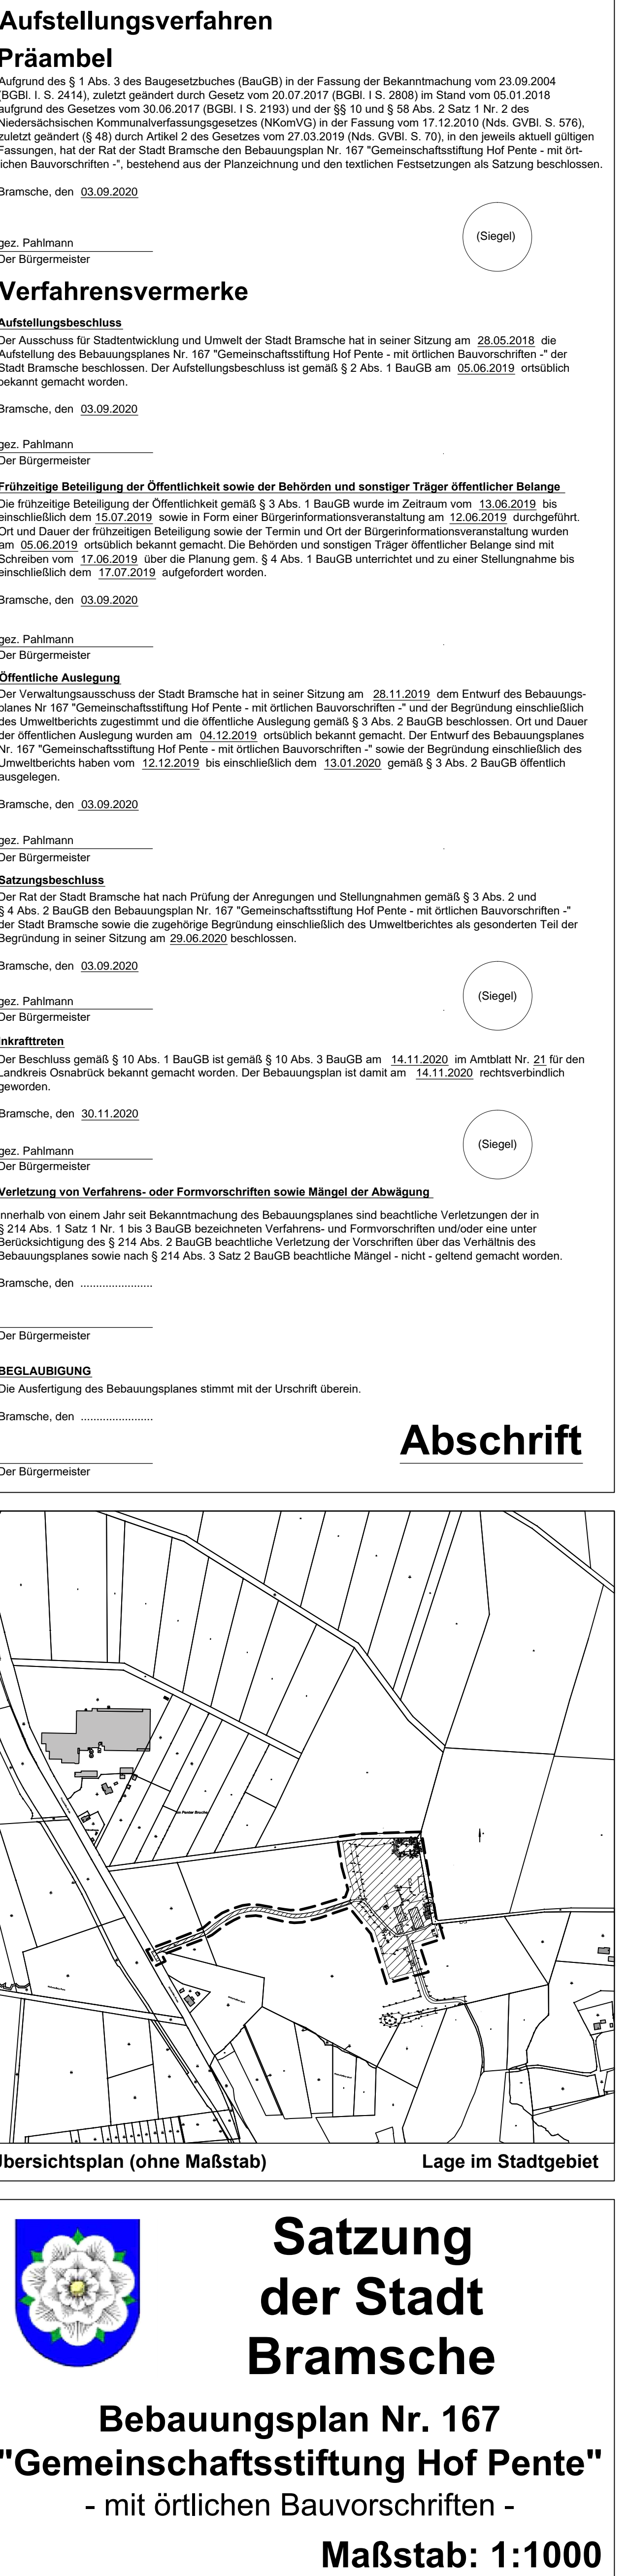 Aufstellungsverfahren
Präambel
Aufgrund des § 1 Abs. 3 des Baugesetzbuches (BauGB) in der Fassung der Bekanntmachung vom 23.09.2004
(BGBl. I. S. 2414), zuletzt geändert durch Gesetz vom 20.07.2017 (BGBl. I S. 2808) im Stand vom 05.01.2018
aufgrund des Gesetzes vom 30.06.2017 (BGBl. I S. 2193) und der §§ 10 und § 58 Abs. 2 Satz 1 Nr. 2 des
Niedersächsischen Kommunalverfassungsgesetzes (NKomVG) in der Fassung vom 17.12.2010 (Nds. GVBl. S. 576),
zuletzt geändert (§ 48) durch Artikel 2 des Gesetzes vom 27.03.2019 (Nds. GVBl. S. 70), in den jeweils aktuell gültigen
Fassungen, hat der Rat der Stadt Bramsche den Bebauungsplan Nr. 167 "Gemeinschaftsstiftung Hof Pente - mit ört-
lichen Bauvorschriften -", bestehend aus der Planzeichnung und den textlichen Festsetzungen als Satzung beschlossen.
Bramsche, den 03.09.2020
(Siegel)
gez. Pahlmann
Der Bürgermeister
Verfahrensvermerke
Aufstellungsbeschluss
Der Ausschuss für Stadtentwicklung und Umwelt der Stadt Bramsche hat in seiner Sitzung am 28.05.2018 die
Aufstellung des Bebauungsplanes Nr. 167 "Gemeinschaftsstiftung Hof Pente - mit örtlichen Bauvorschriften -" der
Stadt Bramsche beschlossen. Der Aufstellungsbeschluss ist gemäß § 2 Abs. 1 BauGB am 05.06.2019 ortsüblich
bekannt gemacht worden.
Bramsche, den 03.09.2020
gez. Pahlmann
Der Bürgermeister
Frühzeitige Beteiligung der Öffentlichkeit sowie der Behörden und sonstiger Träger öffentlicher Belange
Die frühzeitige Beteiligung der Öffentlichkeit gemäß § 3 Abs. 1 BauGB wurde im Zeitraum vom 13.06.2019 bis
einschließlich dem 15.07.2019 sowie in Form einer Bürgerinformationsveranstaltung am 12.06.2019 durchgeführt.
Ort und Dauer der frühzeitigen Beteiligung sowie der Termin und Ort der Bürgerinformationsveranstaltung wurden
am 05.06.2019 ortsüblich bekannt gemacht. Die Behörden und sonstigen Träger öffentlicher Belange sind mit
Schreiben vom 17.06.2019 über die Planung gem. § 4 Abs. 1 BauGB unterrichtet und zu einer Stellungnahme bis
einschließlich dem 17.07.2019 aufgefordert worden.
Bramsche, den 03.09.2020
gez. Pahlmann
Der Bürgermeister
Öffentliche Auslegung
Der Verwaltungsausschuss der Stadt Bramsche hat in seiner Sitzung am 28.11.2019 dem Entwurf des Bebauungs-
planes Nr 167 "Gemeinschaftsstiftung Hof Pente - mit örtlichen Bauvorschriften -" und der Begründung einschließlich
des Umweltberichts zugestimmt und die öffentliche Auslegung gemäß § 3 Abs. 2 BauGB beschlossen. Ort und Dauer
der öffentlichen Auslegung wurden am 04.12.2019 ortsüblich bekannt gemacht. Der Entwurf des Bebauungsplanes
Nr. 167 "Gemeinschaftsstiftung Hof Pente - mit örtlichen Bauvorschriften -" sowie der Begründung einschließlich des
Umweltberichts haben vom 12.12.2019 bis einschließlich dem 13.01.2020 gemäß § 3 Abs. 2 BauGB öffentlich
ausgelegen.
Bramsche, den 03.09.2020
gez. Pahlmann
Der Bürgermeister
Satzungsbeschluss
Der Rat der Stadt Bramsche hat nach Prüfung der Anregungen und Stellungnahmen gemäß § 3 Abs. 2 und
§ 4 Abs. 2 BauGB den Bebauungsplan Nr. 167 "Gemeinschaftsstiftung Hof Pente - mit örtlichen Bauvorschriften -"
der Stadt Bramsche sowie die zugehörige Begründung einschließlich des Umweltberichtes als gesonderten Teil der
Begründung in seiner Sitzung am 29.06.2020 beschlossen.
Bramsche, den 03.09.2020
(Siegel)
gez. Pahlmann
Der Bürgermeister
Inkrafttreten
Der Beschluss gemäß § 10 Abs. 1 BauGB ist gemäß § 10 Abs. 3 BauGB am 14.11.2020 im Amtblatt Nr. 21 für den
Landkreis Osnabrück bekannt gemacht worden. Der Bebauungsplan ist damit am 14.11.2020 rechtsverbindlich
geworden.
Bramsche, den 30.11.2020
(Siegel)
gez. Pahlmann
Der Bürgermeister
Verletzung von Verfahrens- oder Formvorschriften sowie Mängel der Abwägung
Innerhalb von einem Jahr seit Bekanntmachung des Bebauungsplanes sind beachtliche Verletzungen der in
§ 214 Abs. 1 Satz 1 Nr. 1 bis 3 BauGB bezeichneten Verfahrens- und Formvorschriften und/oder eine unter
Berücksichtigung des § 214 Abs. 2 BauGB beachtliche Verletzung der Vorschriften über das Verhältnis des
Bebauungsplanes sowie nach § 214 Abs. 3 Satz 2 BauGB beachtliche Mängel - nicht - geltend gemacht worden.
Bramsche, den .......................
Der Bürgermeister
BEGLAUBIGUNG
Die Ausfertigung des Bebauungsplanes stimmt mit der Urschrift überein.
Bramsche, den .......................
Abschrift
Der Bürgermeister
Übersichtsplan (ohne Maßstab) Lage im Stadtgebiet
Satzung
der Stadt
Bramsche
Bebauungsplan Nr. 167
"Gemeinschaftsstiftung Hof Pente"
- mit örtlichen Bauvorschriften -
Maßstab: 1:1000